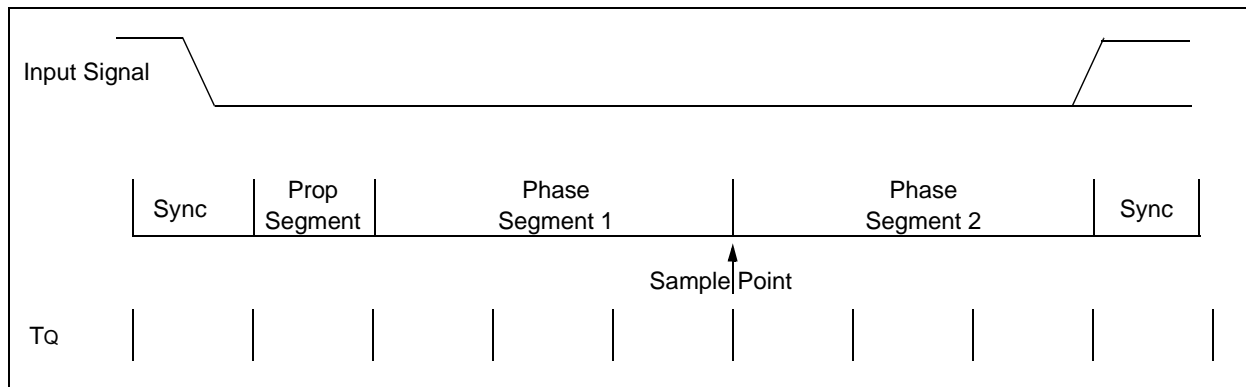 Input Signal
Sync
Prop
Segment
Phase
Segment 1
Phase
Segment 2
Sync
Sample Point
TQ